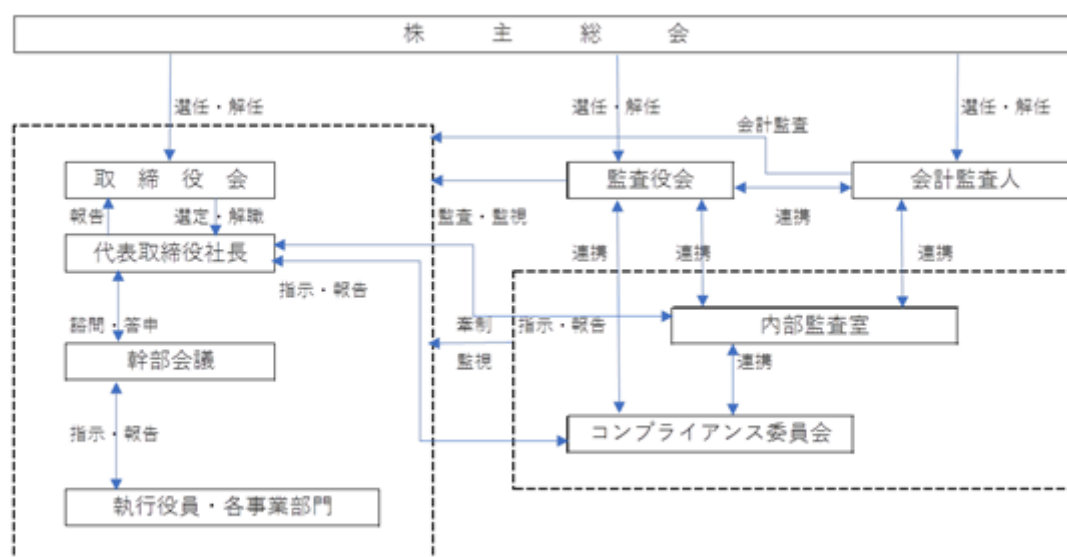 株主総会
選任・解任
選任・解任
選任・解任
会計監査
取締役会
監査役会
会計監査人
報告
選定・解職
監査・監視
連携
代表取締役社長
連携
連携
連携
指示・報告
諮問・答申
牽制
指示・報告
内部監査室
幹部会議
監視
連携
指示・報告
コンプライアンス委員会
執行役員・各事業部門